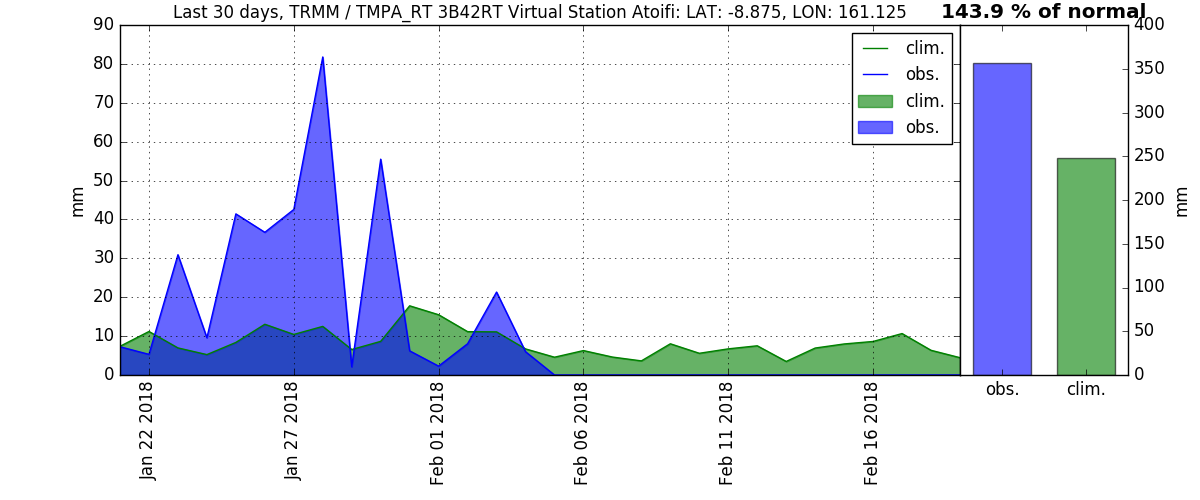 Last 30 days, TRMM / TMPA_RT 3B42RT Virtual Station Atoifi: LAT: -8.875, LON: 161.125
143.9 % of normal
90
80
70
60
50
40
30
20
10
0
mm
clim.
obs.
clim.
obs.
Jan 22 2018
Jan 27 2018
Feb 01 2018
Feb 06 2018
Feb 11 2018
Feb 16 2018
400
350
300
250
200
150
100
50
0
mm
obs.
clim.